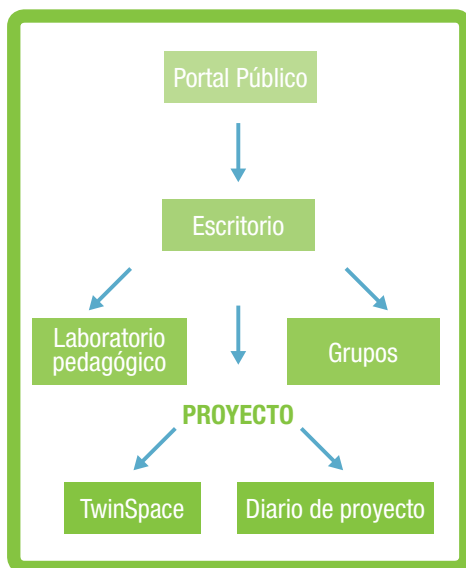 Portal Público
Escritorio
Laboratorio
pedagógico
Grupos
PROYECTO
TwinSpace
Diario de proyecto